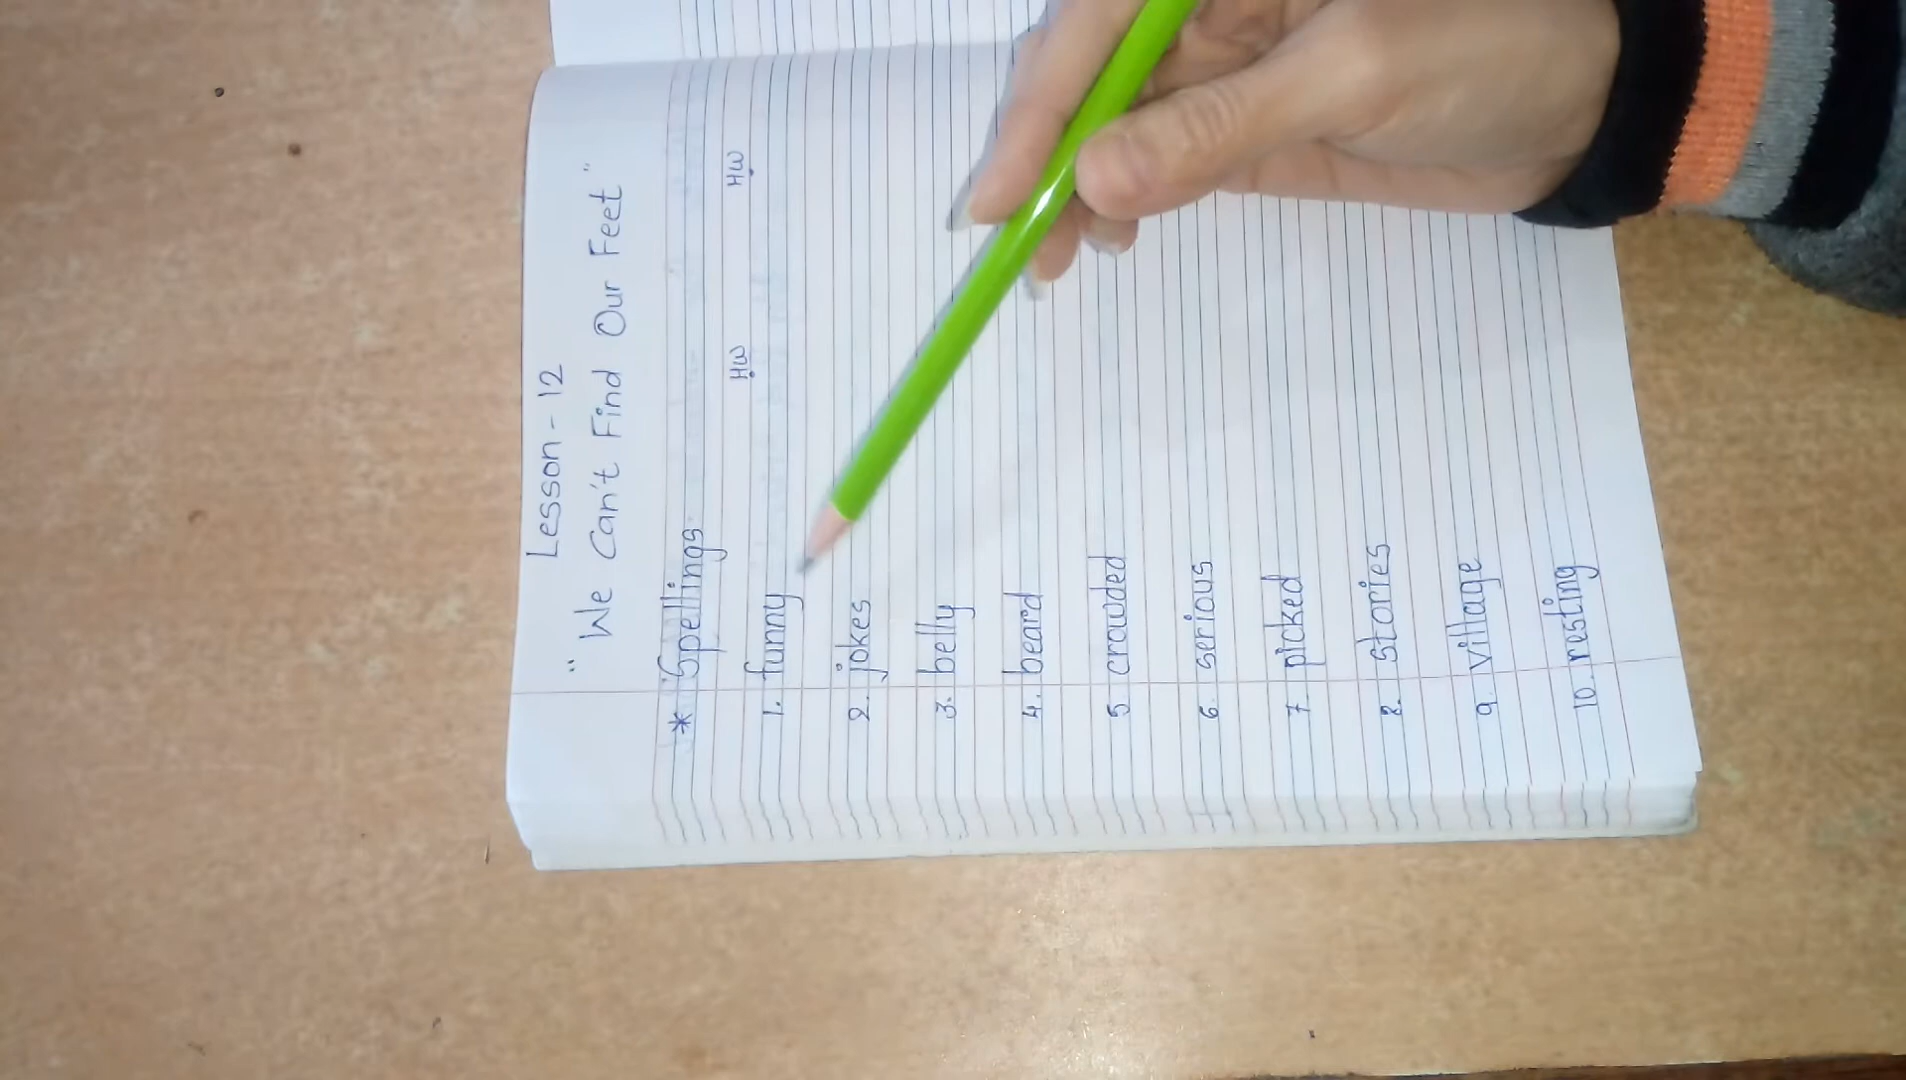 Lesson - 12
" We Can't Find Our Feet "
* Spellings
HW HW
1. funny
2. jokes
3. belly
4. beard
5. crowded
6. serious
7. picked
8. stories
9. village
10. resting